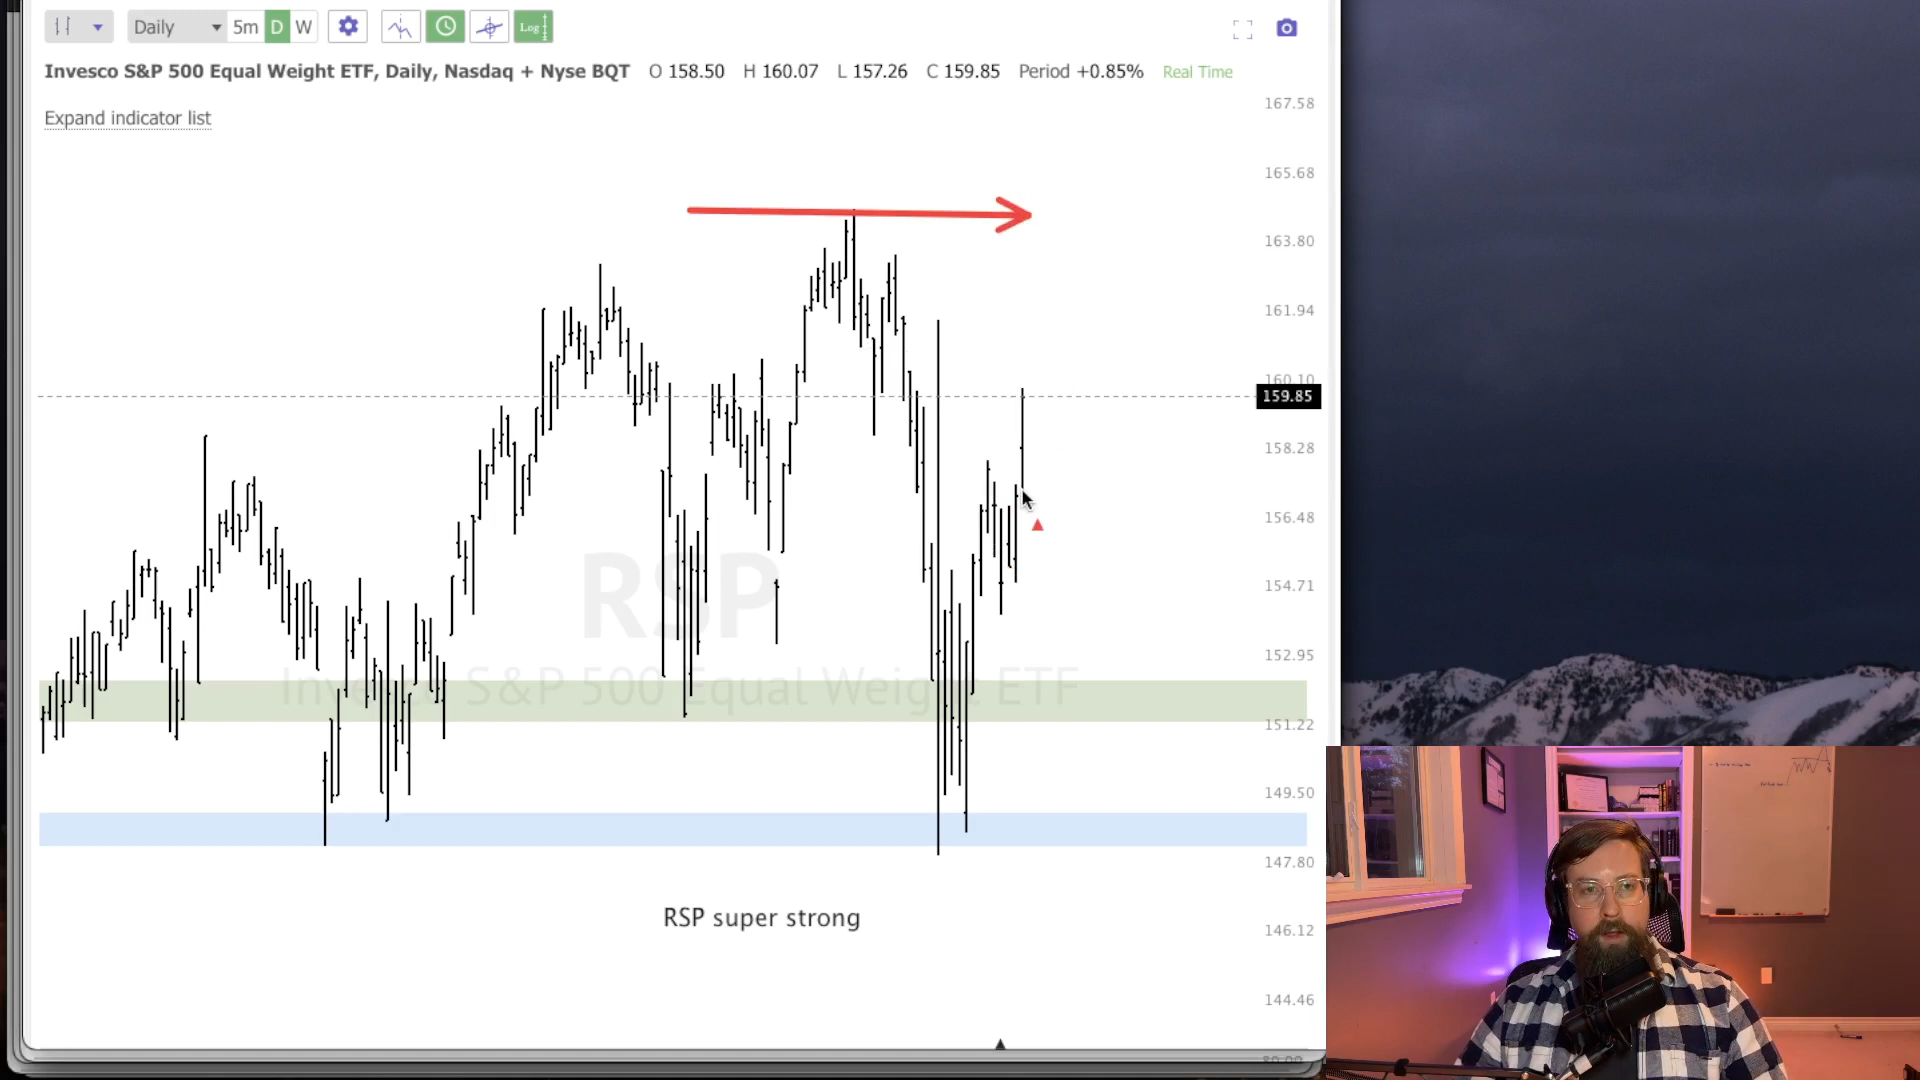 Daily 5m D W Log
Invesco S&P 500 Equal Weight ETF, Daily, Nasdaq + Nyse BQT O 158.50 H 160.07 L 157.26 C 159.85 Period +0.85% Real Time
Expand indicator list
167.58
165.68
163.80
161.94
160.10
159.85
158.28
156.48
154.71
152.95
151.22
149.50
147.80
146.12
144.46
RSP
Invesco S&P 500 Equal Weight ETF
RSP super strong